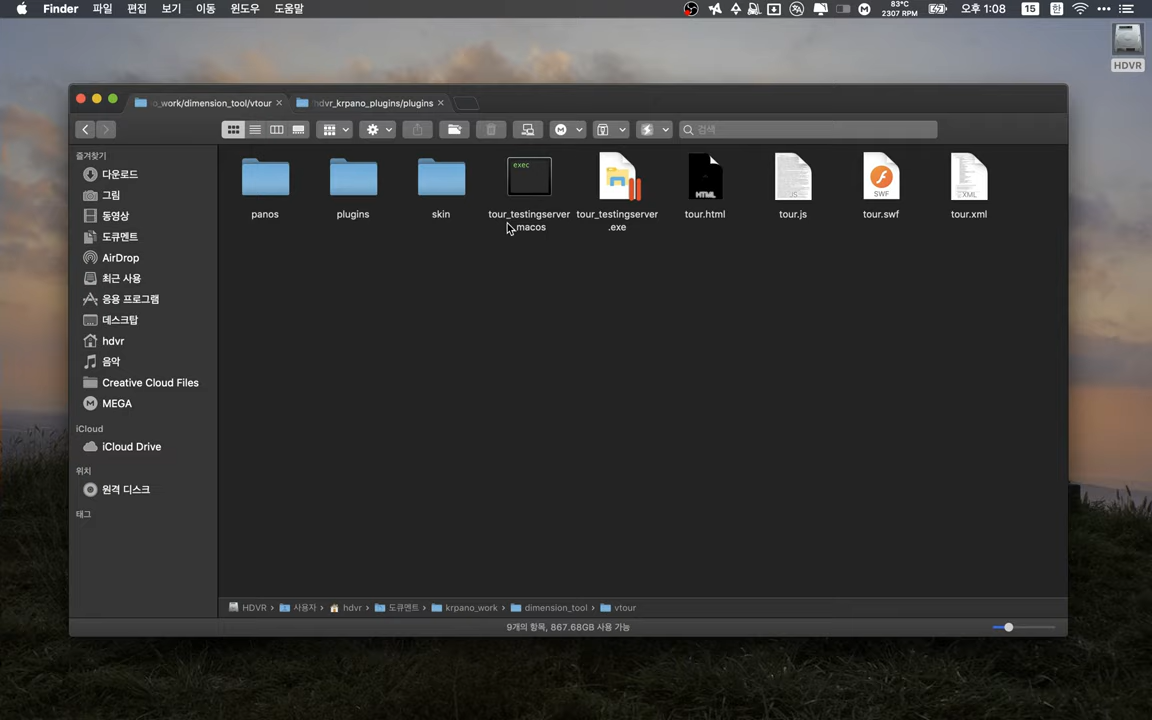 Finder 파일 편집 보기 이동 윈도우 도움말
83°C
2307 RPM
오후 1:08
15
한
HDVR
o_work/dimension_tool/vtour
hdvr_krpano_plugins/plugins
검색
즐겨찾기
다운로드
그림
동영상
도큐멘트
AirDrop
최근 사용
응용 프로그램
데스크탑
hdvr
음악
Creative Cloud Files
MEGA
iCloud
iCloud Drive
위치
원격 디스크
태그
exec
HTML
JS
SWF
XML
panos
plugins
skin
tour_testingserver
_macos
tour_testingserver
.exe
tour.html
tour.js
tour.swf
tour.xml
HDVR › 사용자 › hdvr › 도큐멘트 › krpano_work › dimension_tool › vtour
9개의 항목, 867.68GB 사용 가능